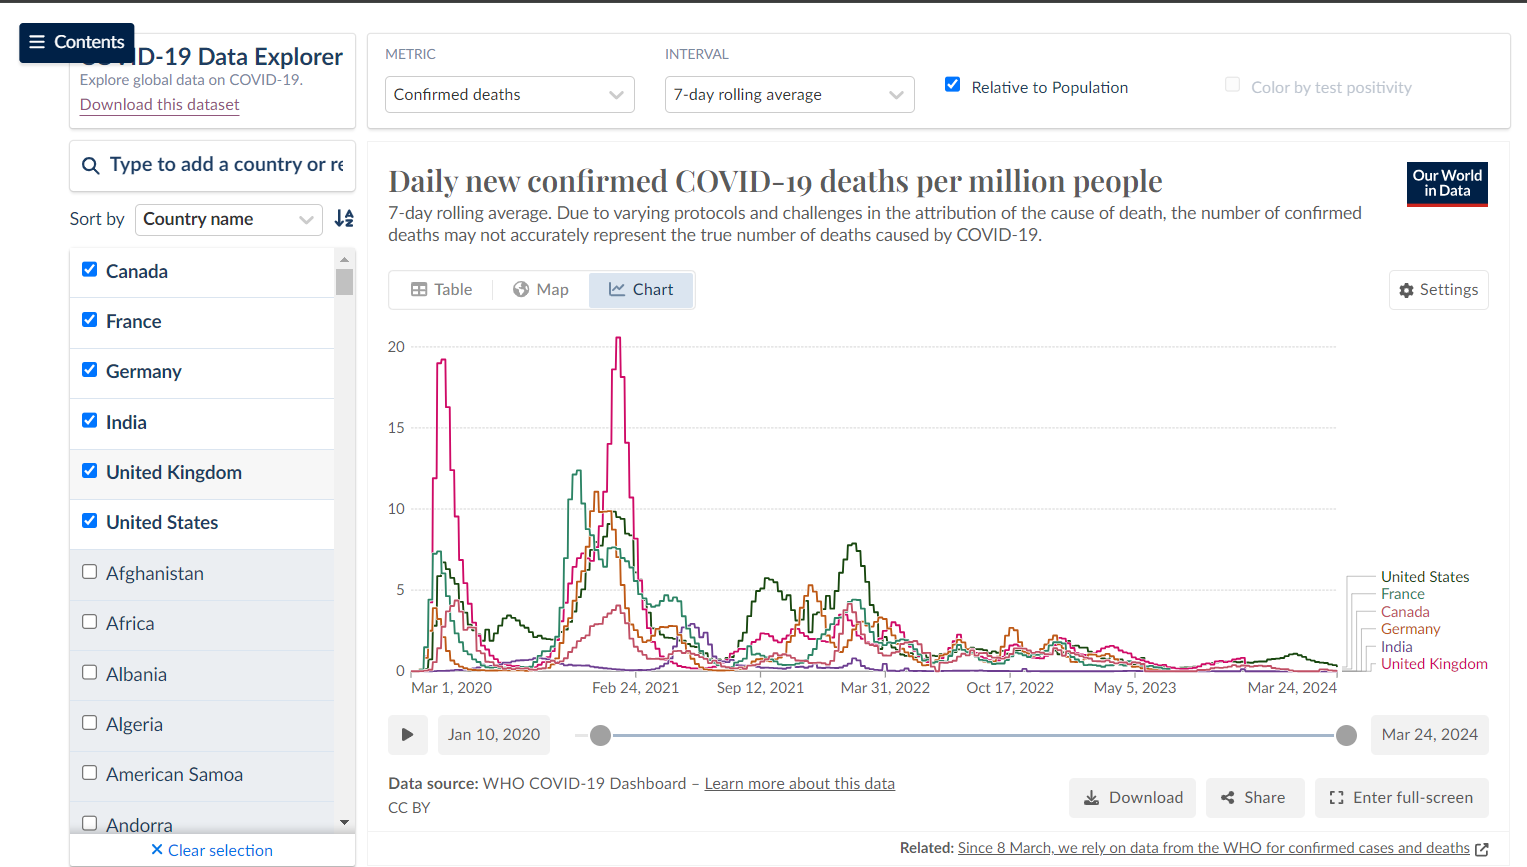 Contents
COVID-19 Data Explorer
Explore global data on COVID-19.
Download this dataset
METRIC
Confirmed deaths
INTERVAL
7-day rolling average
Relative to Population
Color by test positivity
Type to add a country or re
Sort by
Country name
Canada
France
Germany
India
United Kingdom
United States
Afghanistan
Africa
Albania
Algeria
American Samoa
Andorra
Clear selection
Daily new confirmed COVID-19 deaths per million people
7-day rolling average. Due to varying protocols and challenges in the attribution of the cause of death, the number of confirmed
deaths may not accurately represent the true number of deaths caused by COVID-19.
Our World
in Data
Table
Map
Chart
Settings
20
15
10
5
0
Mar 1, 2020
Feb 24, 2021
Sep 12, 2021
Mar 31, 2022
Oct 17, 2022
May 5, 2023
Mar 24, 2024
United States
France
Canada
Germany
India
United Kingdom
Jan 10, 2020
Mar 24, 2024
Data source: WHO COVID-19 Dashboard – Learn more about this data
CC BY
Download
Share
Enter full-screen
Related: Since 8 March, we rely on data from the WHO for confirmed cases and deaths